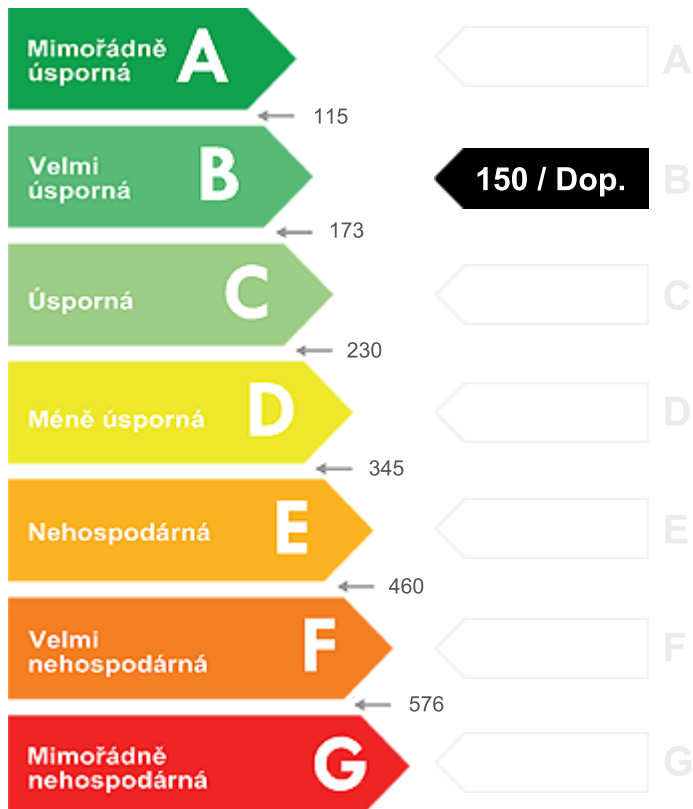 Mimořádně
úsporná
A
A
115
Velmi
úsporná
B
150 / Dop.
B
173
Úsporná
C
C
230
Méně úsporná
D
D
345
Nehospodárná
E
E
460
Velmi
nehospodárná
F
F
576
Mimořádně
nehospodárná
G
G